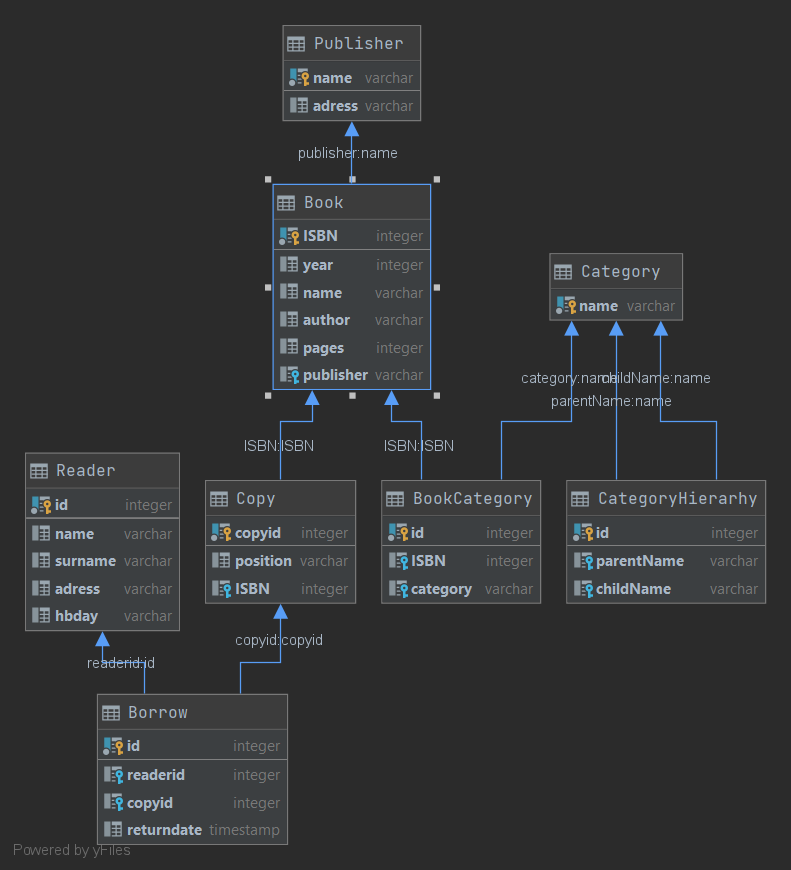 Publisher
name varchar
adress varchar
publisher:name
Book
ISBN integer
year integer
name varchar
author varchar
pages integer
publisher varchar
Category
name varchar
category:name
childName:name
parentName:name
ISBN:ISBN
ISBN:ISBN
Reader
id integer
name varchar
surname varchar
adress varchar
hbday varchar
Copy
copyid integer
position varchar
ISBN integer
BookCategory
id integer
ISBN integer
category varchar
CategoryHierarhy
id integer
parentName varchar
childName varchar
copyid:copyid
readerid:id
Borrow
id integer
readerid integer
copyid integer
returndate timestamp
Powered by yFiles